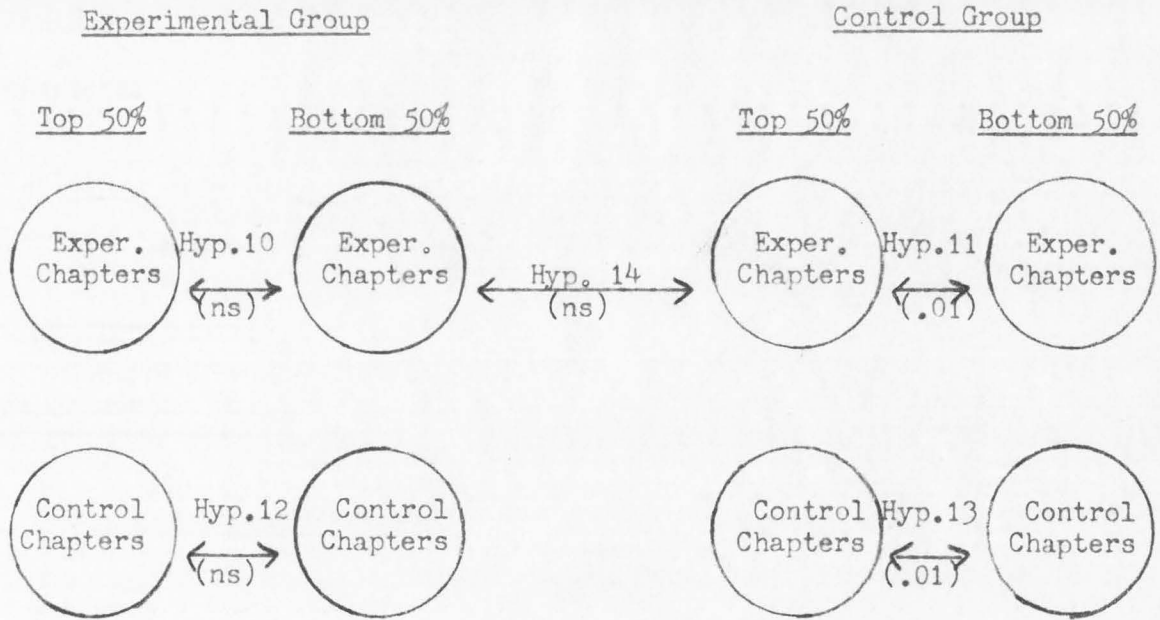 Experimental Group Control Group
Top 50% Bottom 50% Top 50% Bottom 50%
Exper. Hyp.10 Exper. Exper. Hyp.11 Exper.
Chapters Chapters Hyp. 14 Chapters Chapters
(ns) (ns) (.01)
Control Hyp.12 Control Control Hyp.13 Control
Chapters Chapters Chapters Chapters
(ns) (.01)